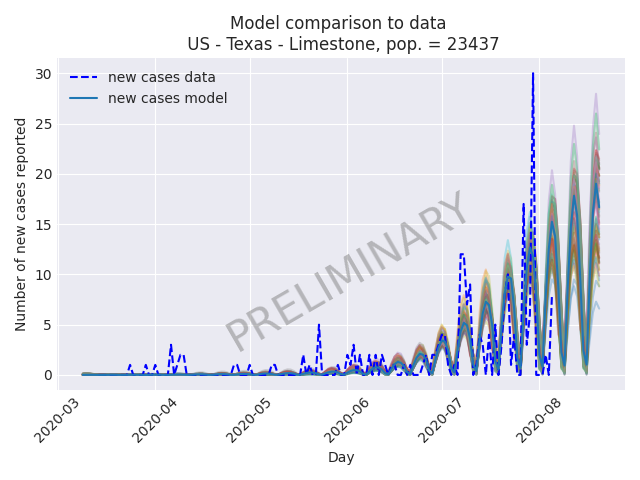 Model comparison to data
US - Texas - Limestone, pop. = 23437
new cases data
new cases model
PRELIMINARY
Number of new cases reported
30
25
20
15
10
5
0
2020-03
2020-04
2020-05
2020-06
2020-07
2020-08
Day